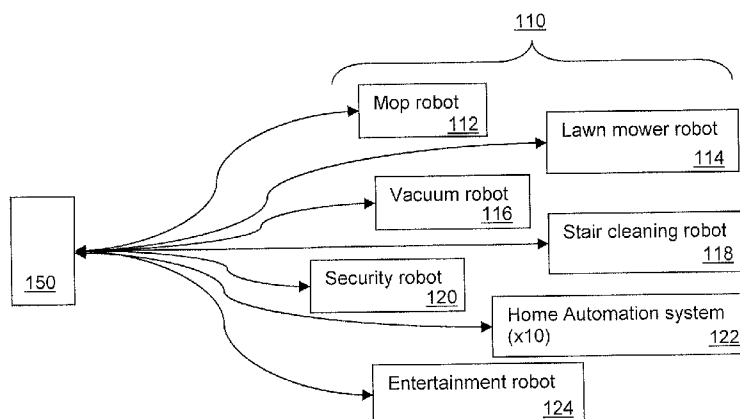 110
Mop robot
112
Lawn mower robot
114
Vacuum robot
116
Stair cleaning robot
118
150
Security robot
120
Home Automation system
(x10)
122
Entertainment robot
124